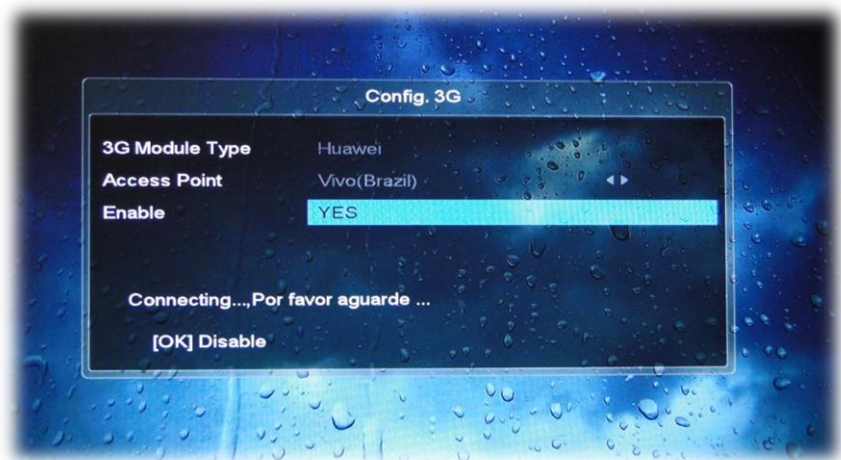 Config. 3G
3G Module Type Huawei
Access Point Vivo(Brazil)
Enable YES
Connecting...,Por favor aguarde ...
[OK] Disable